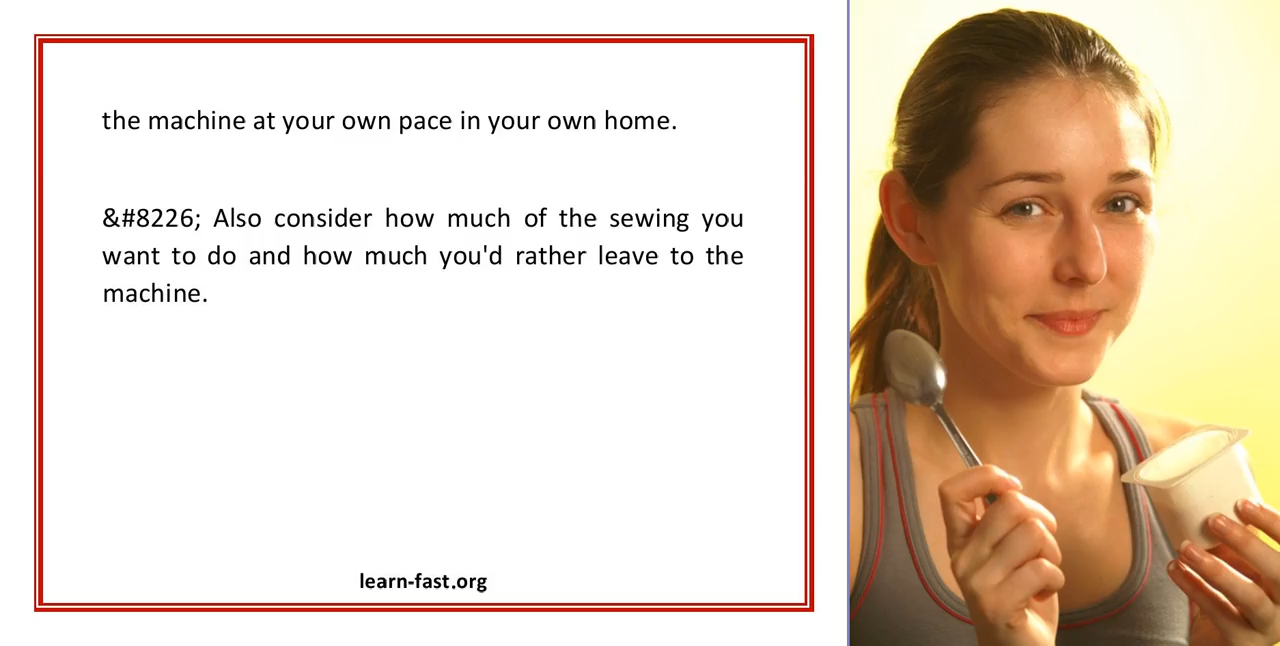 the machine at your own pace in your own home.
&#8226; Also consider how much of the sewing you
want to do and how much you'd rather leave to the
machine.
learn-fast.org